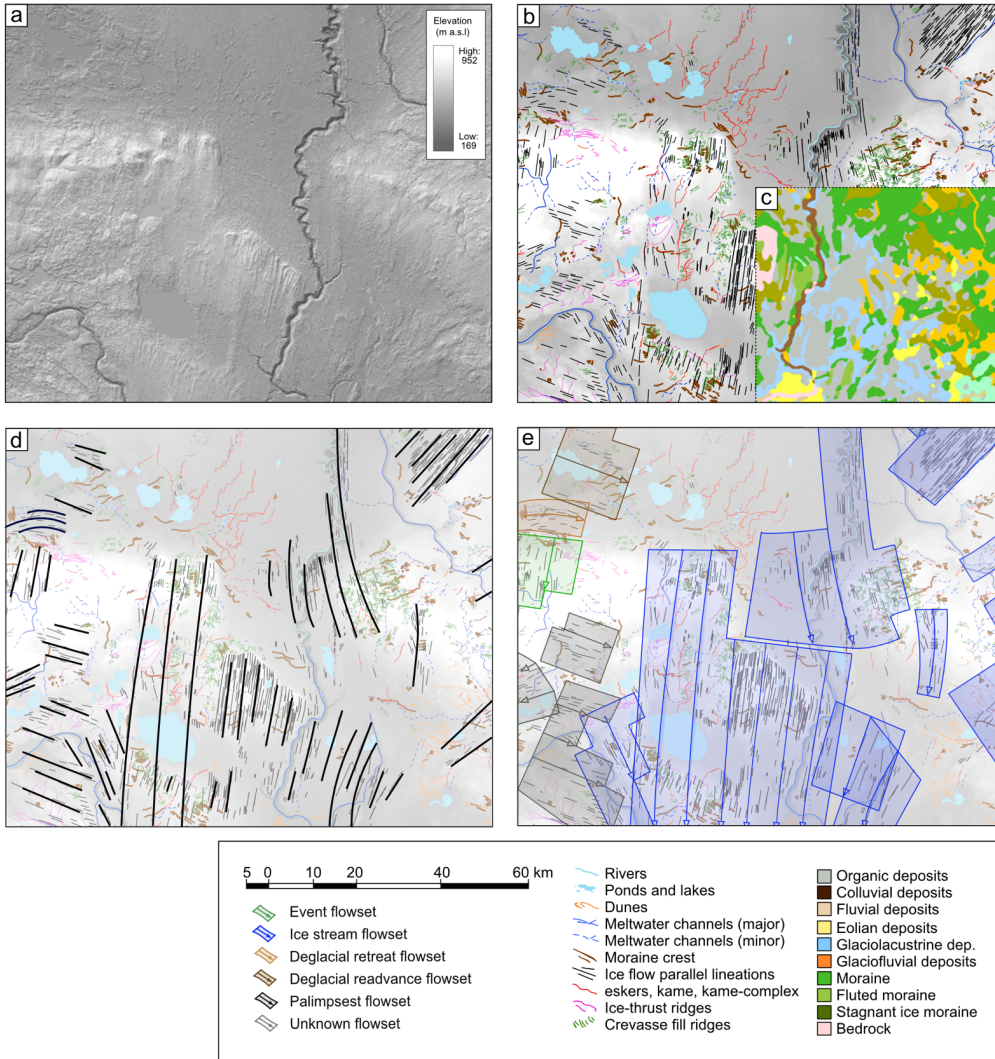 a
Elevation
(m a.s.l)
High:
952
Low:
169
b
c
d
e
5 0 10 20 40 60 km
Event flowset
Ice stream flowset
Deglacial retreat flowset
Deglacial readvance flowset
Palimpsest flowset
Unknown flowset
Rivers
Ponds and lakes
Dunes
Meltwater channels (major)
Meltwater channels (minor)
Moraine crest
Ice flow parallel lineations
eskers, kame, kame-complex
Ice-thrust ridges
Crevasse fill ridges
Organic deposits
Colluvial deposits
Fluvial deposits
Eolian deposits
Glaciolacustrine dep.
Glaciofluvial deposits
Moraine
Fluted moraine
Stagnant ice moraine
Bedrock